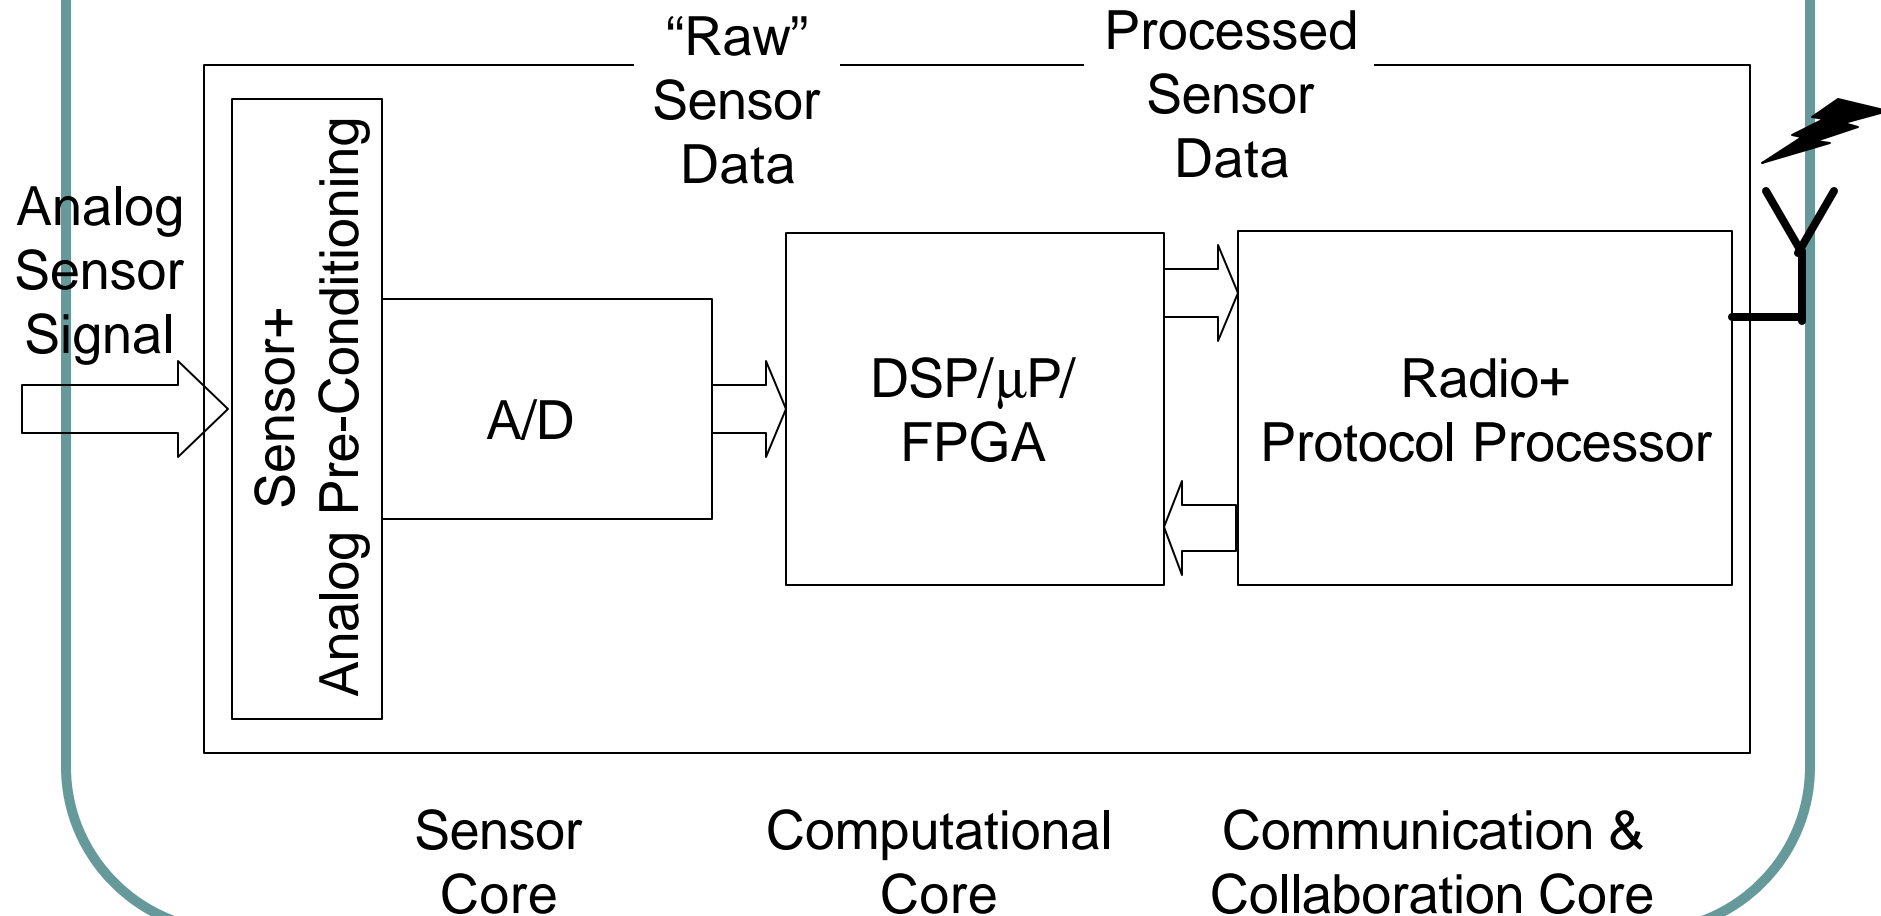 “Raw”
Sensor
Data
Processed
Sensor
Data
Analog
Sensor
Signal
Sensor+
Analog Pre-Conditioning
A/D
DSP/μP/
FPGA
Radio+
Protocol Processor
Sensor
Core
Computational
Core
Communication &
Collaboration Core